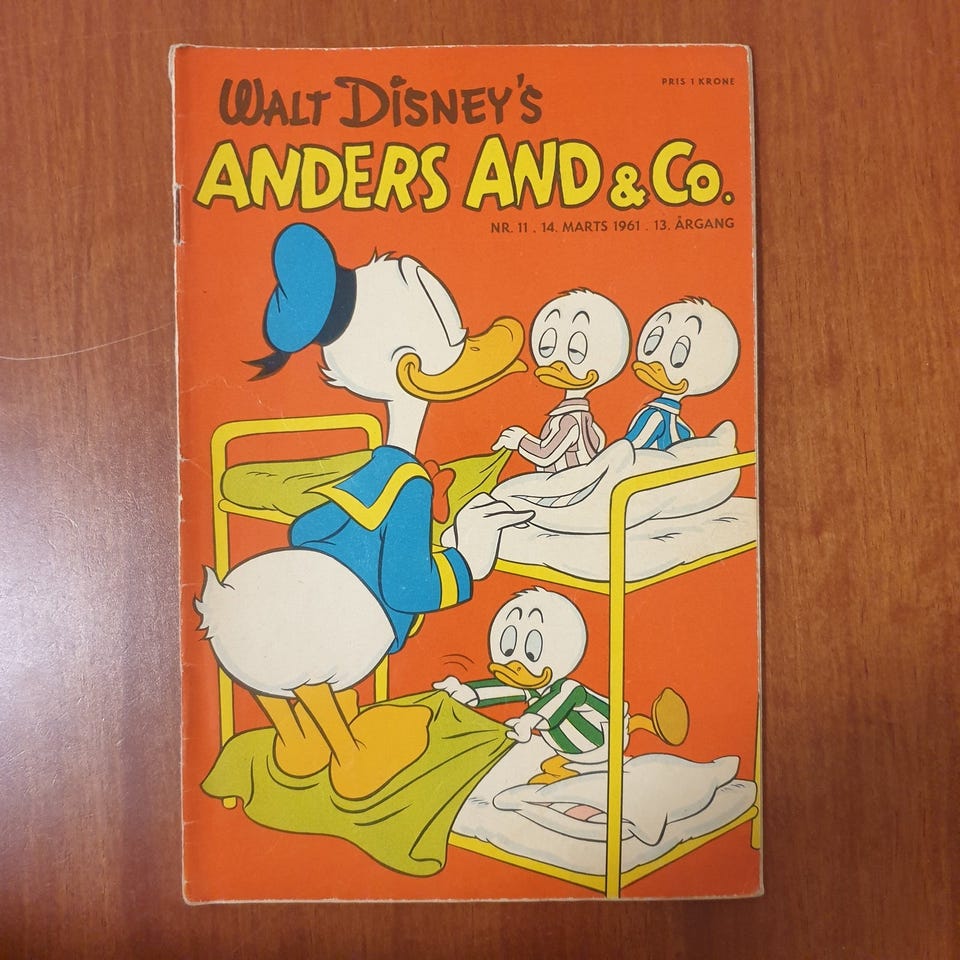 PRIS 1 KRONE
WALT DISNEY'S
ANDERS AND & CO.
NR. 11 . 14. MARTS 1961 . 13. ÅRGANG